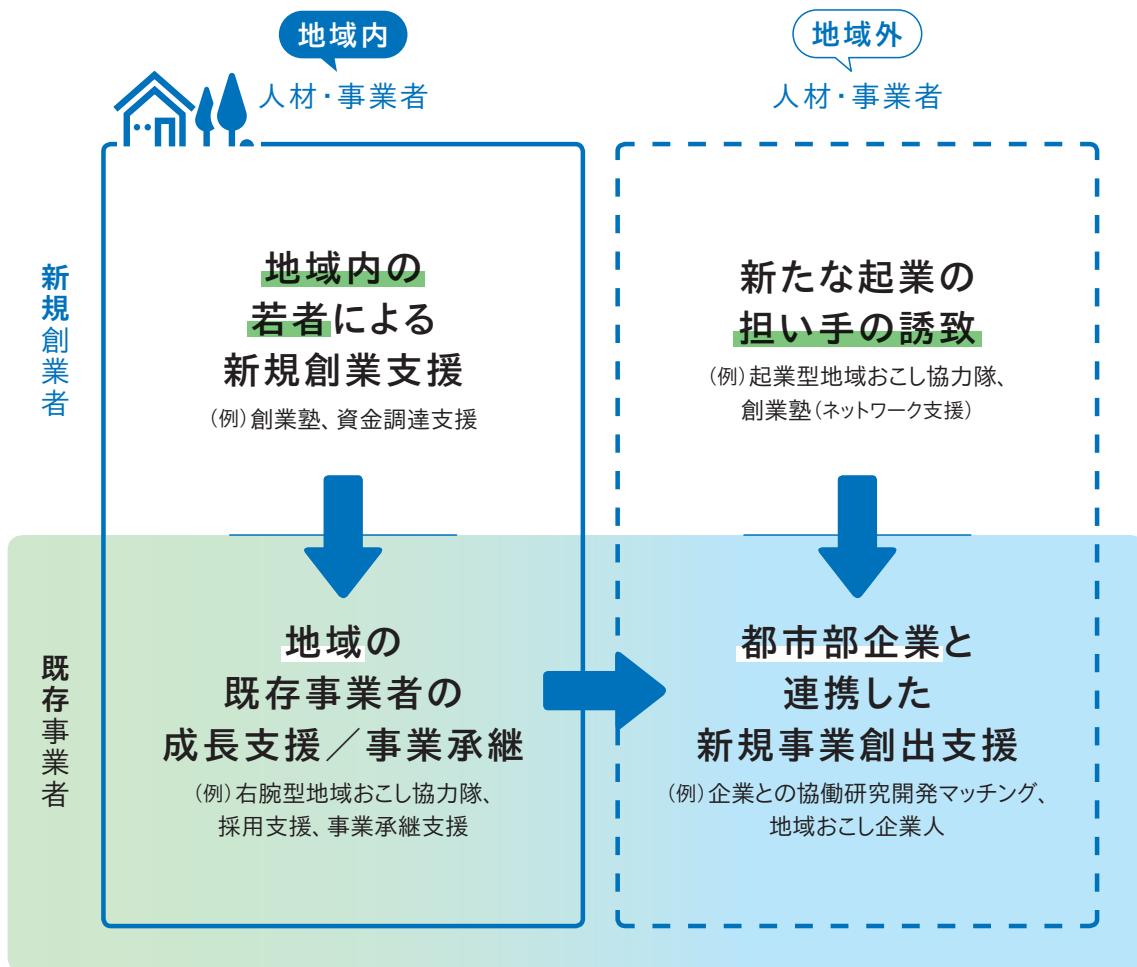 地域内
人材・事業者
地域外
人材・事業者
新規創業者
地域内の
若者による
新規創業支援
（例）創業塾、資金調達支援
新たな起業の
担い手の誘致
（例）起業型地域おこし協力隊、
創業塾（ネットワーク支援）
既存事業者
地域の
既存事業者の
成長支援／事業承継
（例）右腕型地域おこし協力隊、
採用支援、事業承継支援
都市部企業と
連携した
新規事業創出支援
（例）企業との協働研究開発マッチング、
地域おこし企業人